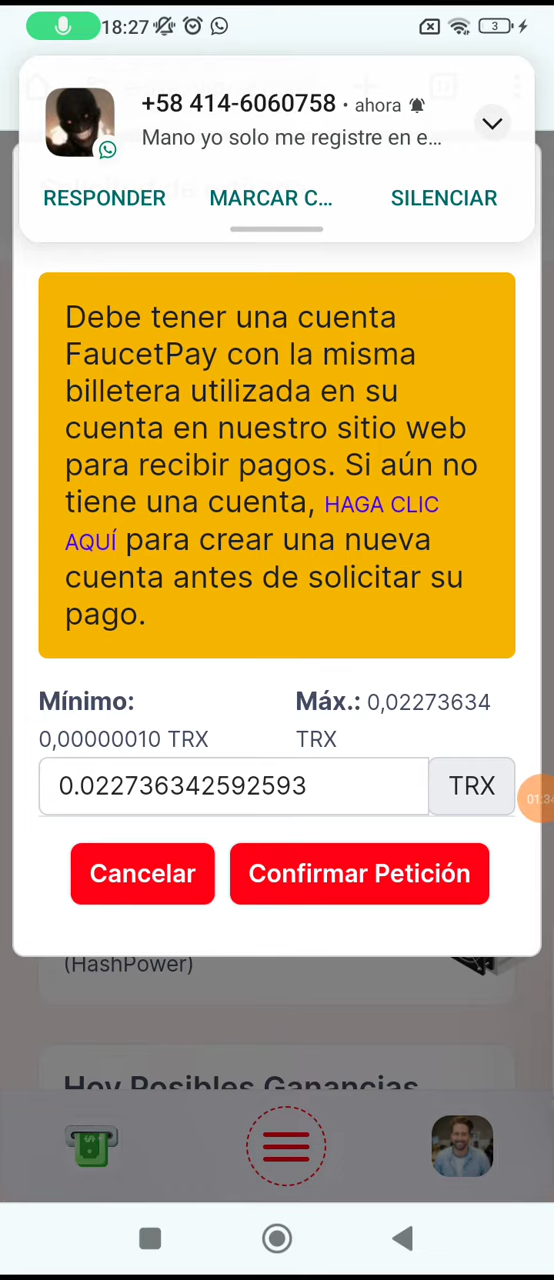 18:27
3
+58 414-6060758 · ahora
Mano yo solo me registre en e...
RESPONDER MARCAR C... SILENCIAR
Debe tener una cuenta
FaucetPay con la misma
billetera utilizada en su
cuenta en nuestro sitio web
para recibir pagos. Si aún no
tiene una cuenta, HAGA CLIC
AQUÍ para crear una nueva
cuenta antes de solicitar su
pago.
Mínimo: Máx.: 0,02273634
0,00000010 TRX TRX
0.022736342592593 TRX
01:34
Cancelar Confirmar Petición
(HashPower)
Hoy Posibles Ganancias